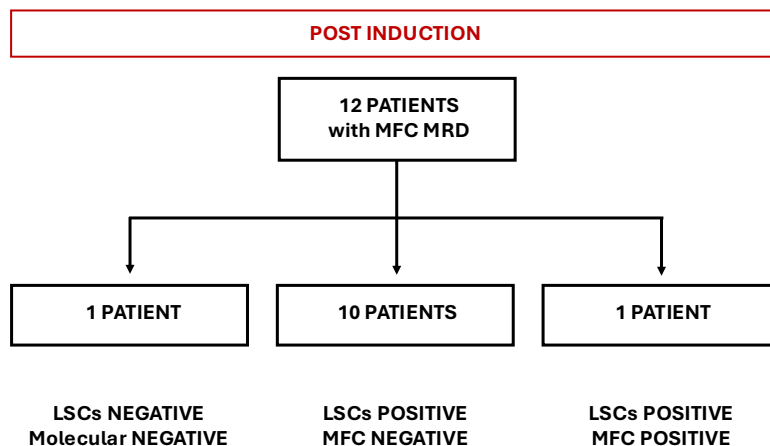 POST INDUCTION
12 PATIENTS
with MFC MRD
1 PATIENT
10 PATIENTS
1 PATIENT
LSCs NEGATIVE
Molecular NEGATIVE
LSCs POSITIVE
MFC NEGATIVE
LSCs POSITIVE
MFC POSITIVE